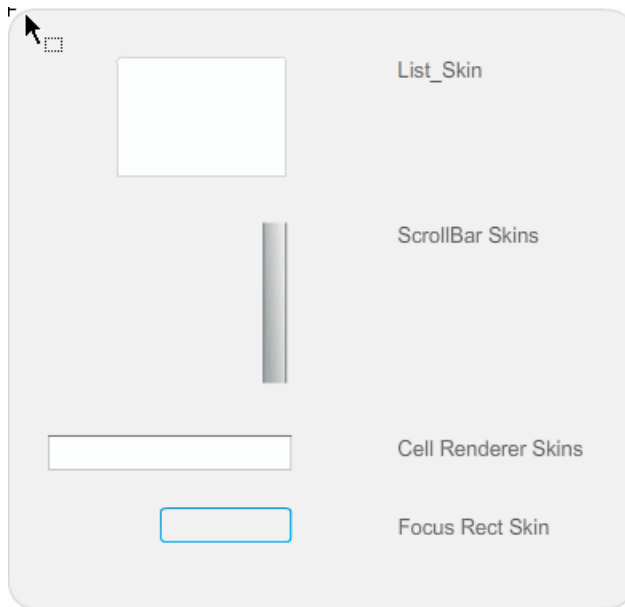 List_Skin
ScrollBar Skins
Cell Renderer Skins
Focus Rect Skin